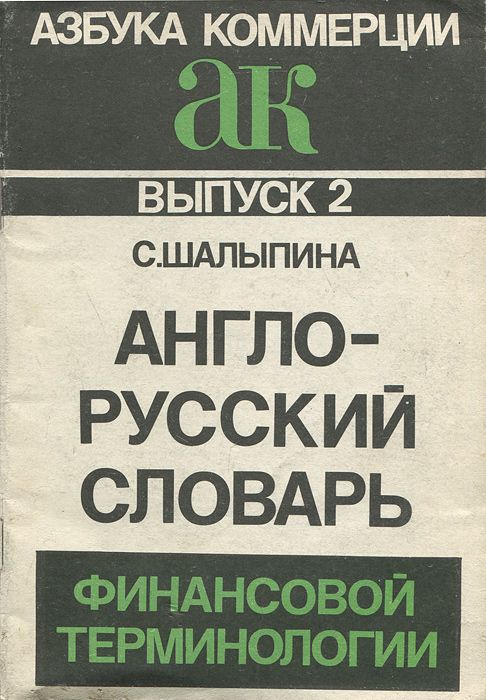 АЗБУКА КОММЕРЦИИ
ак
ВЫПУСК 2
С.ШАЛЫПИНА
АНГЛО-
РУССКИЙ
СЛОВАРЬ
ФИНАНСОВОЙ
ТЕРМИНОЛОГИИ